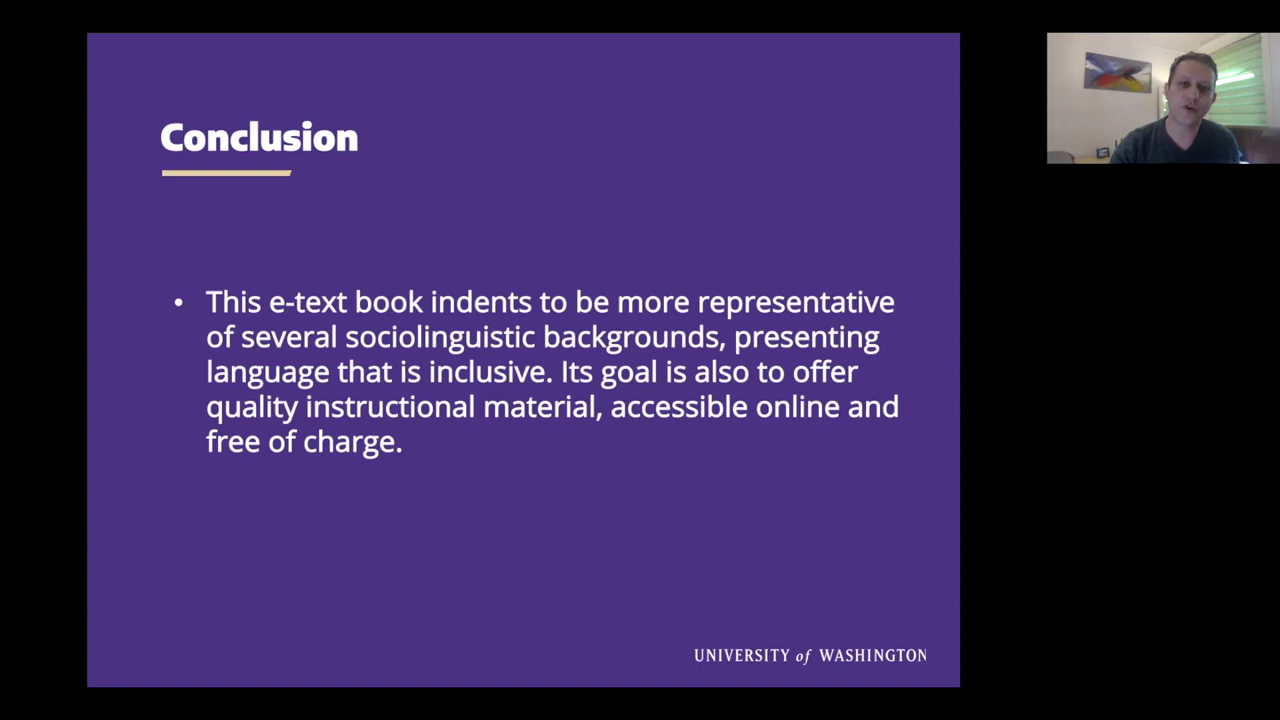 Conclusion
• This e-text book indents to be more representative
of several sociolinguistic backgrounds, presenting
language that is inclusive. Its goal is also to offer
quality instructional material, accessible online and
free of charge.
UNIVERSITY of WASHINGTON